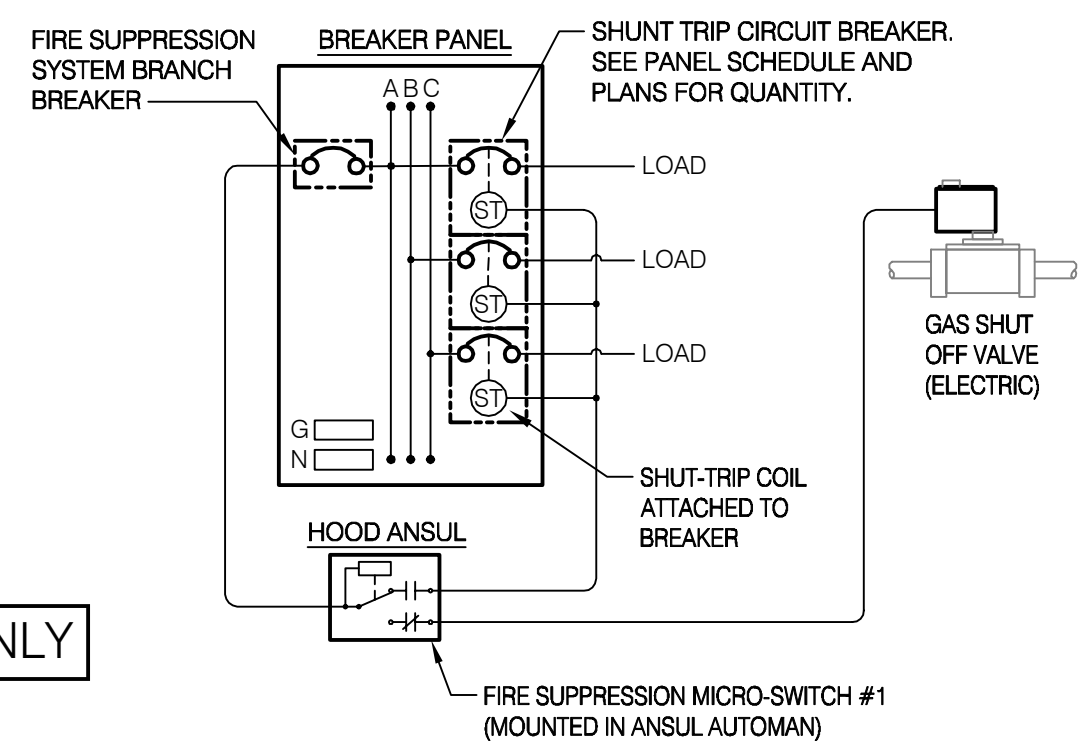 FIRE SUPPRESSION
SYSTEM BRANCH
BREAKER
BREAKER PANEL
SHUNT TRIP CIRCUIT BREAKER.
SEE PANEL SCHEDULE AND
PLANS FOR QUANTITY.
A B C
LOAD
ST
LOAD
ST
LOAD
ST
G
N
GAS SHUT
OFF VALVE
(ELECTRIC)
SHUT-TRIP COIL
ATTACHED TO
BREAKER
HOOD ANSUL
NLY
FIRE SUPPRESSION MICRO-SWITCH #1
(MOUNTED IN ANSUL AUTOMAN)